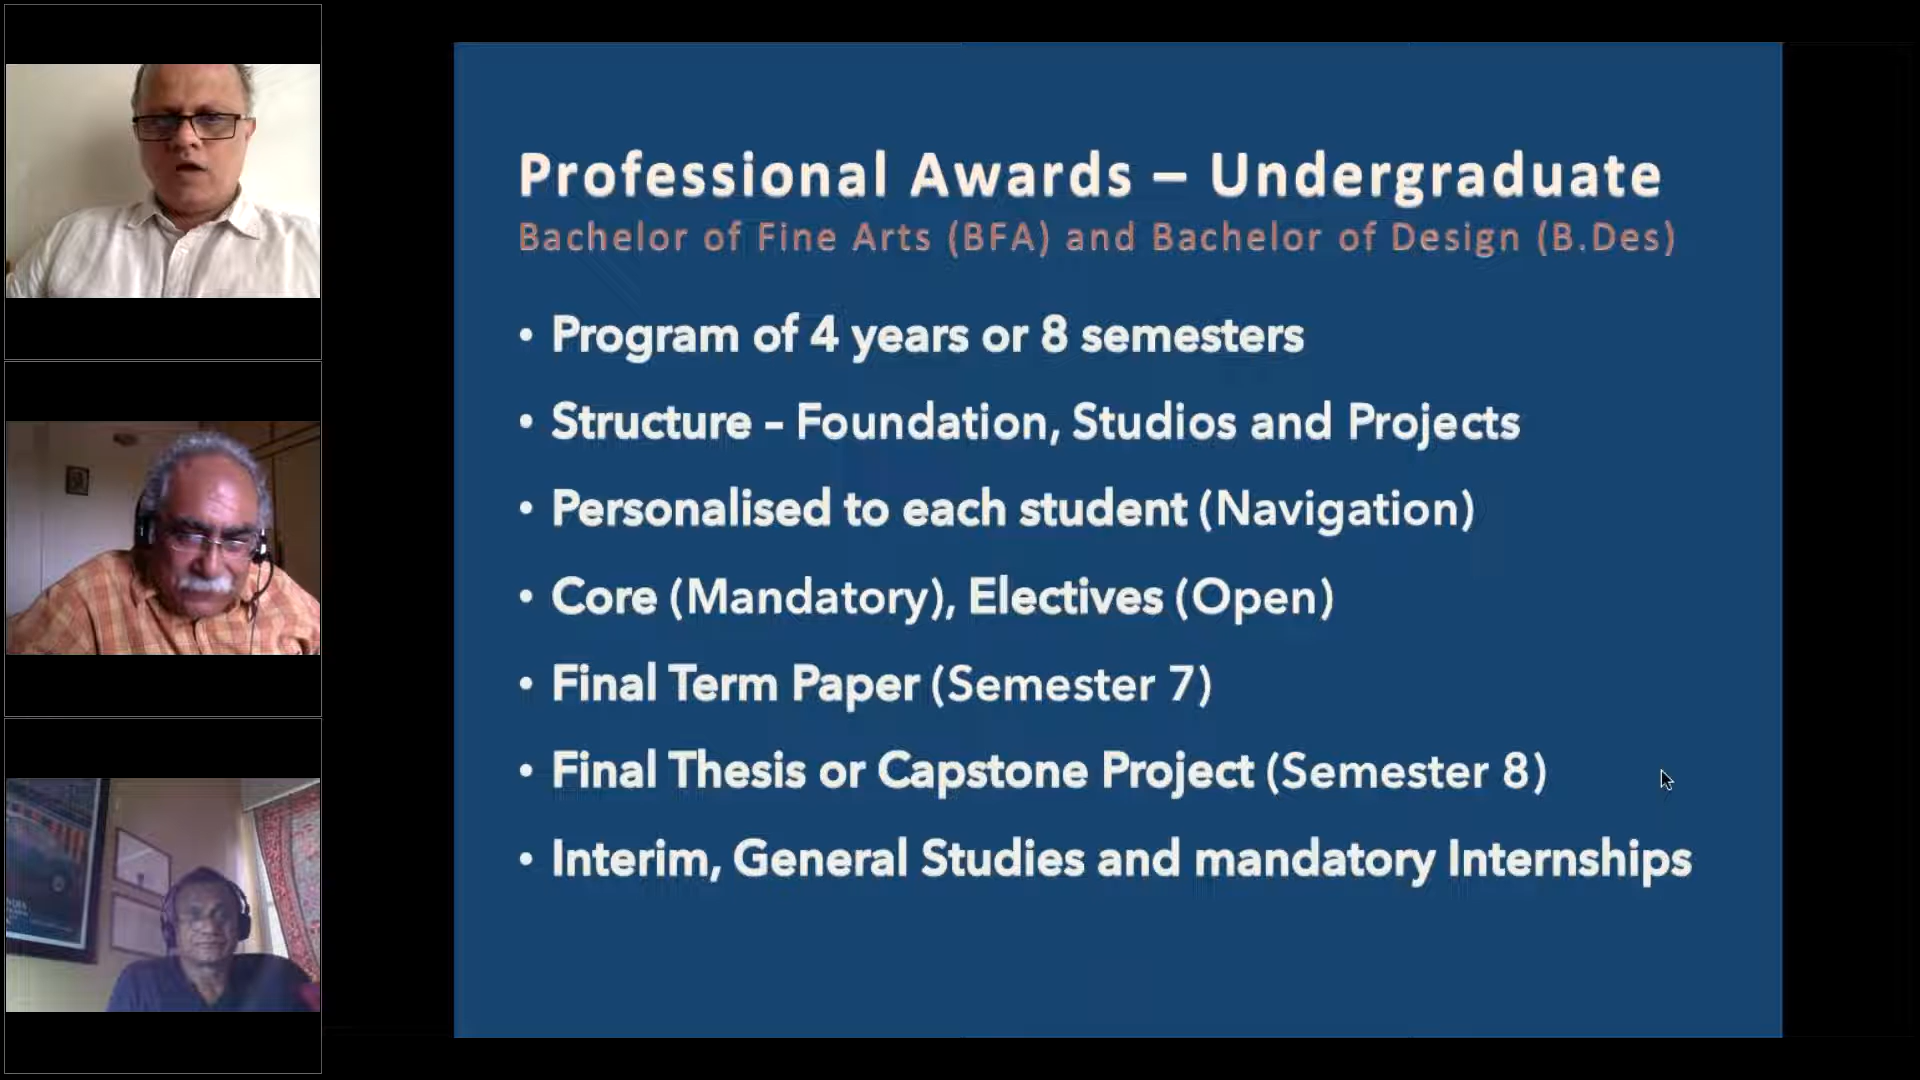 Professional Awards – Undergraduate
Bachelor of Fine Arts (BFA) and Bachelor of Design (B.Des)
• Program of 4 years or 8 semesters
• Structure – Foundation, Studios and Projects
• Personalised to each student (Navigation)
• Core (Mandatory), Electives (Open)
• Final Term Paper (Semester 7)
• Final Thesis or Capstone Project (Semester 8)
• Interim, General Studies and mandatory Internships